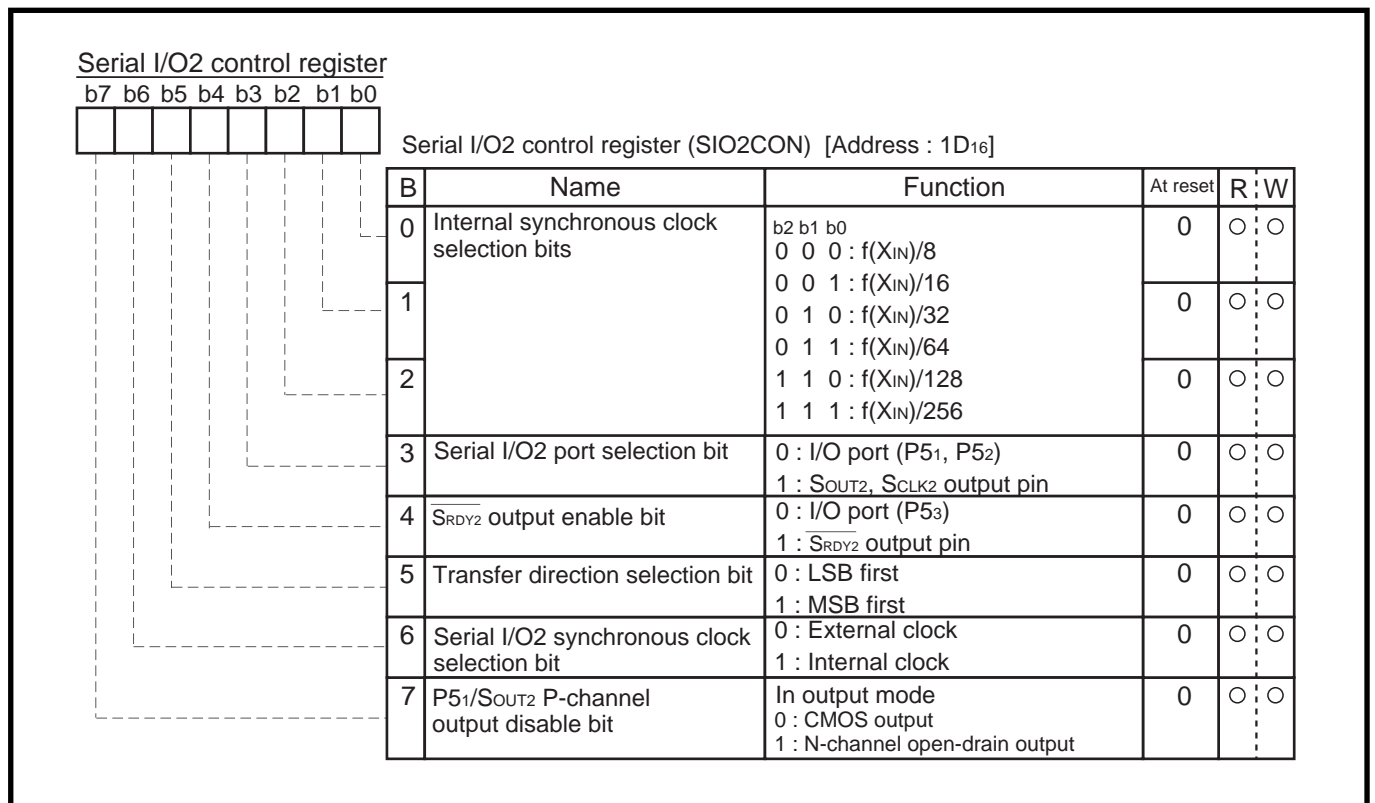 Serial I/O2 control register
b7 b6 b5 b4 b3 b2 b1 b0
Serial I/O2 control register (SIO2CON) [Address : 1D16]
B Name Function At reset R W
0 Internal synchronous clock selection bits
b2 b1 b0
0 0 0 : f(XIN)/8
0 0 1 : f(XIN)/16
0 1 0 : f(XIN)/32
0 1 1 : f(XIN)/64
1 1 0 : f(XIN)/128
1 1 1 : f(XIN)/256
0 ○ ○
1 0 ○ ○
2 0 ○ ○
3 Serial I/O2 port selection bit
0 : I/O port (P51, P52)
1 : SOUT2, SCLK2 output pin
0 ○ ○
4 SRDY2 output enable bit
0 : I/O port (P53)
1 : SRDY2 output pin
0 ○ ○
5 Transfer direction selection bit
0 : LSB first
1 : MSB first
0 ○ ○
6 Serial I/O2 synchronous clock
selection bit
0 : External clock
1 : Internal clock
0 ○ ○
7 P51/SOUT2 P-channel
output disable bit
In output mode
0 : CMOS output
1 : N-channel open-drain output
0 ○ ○